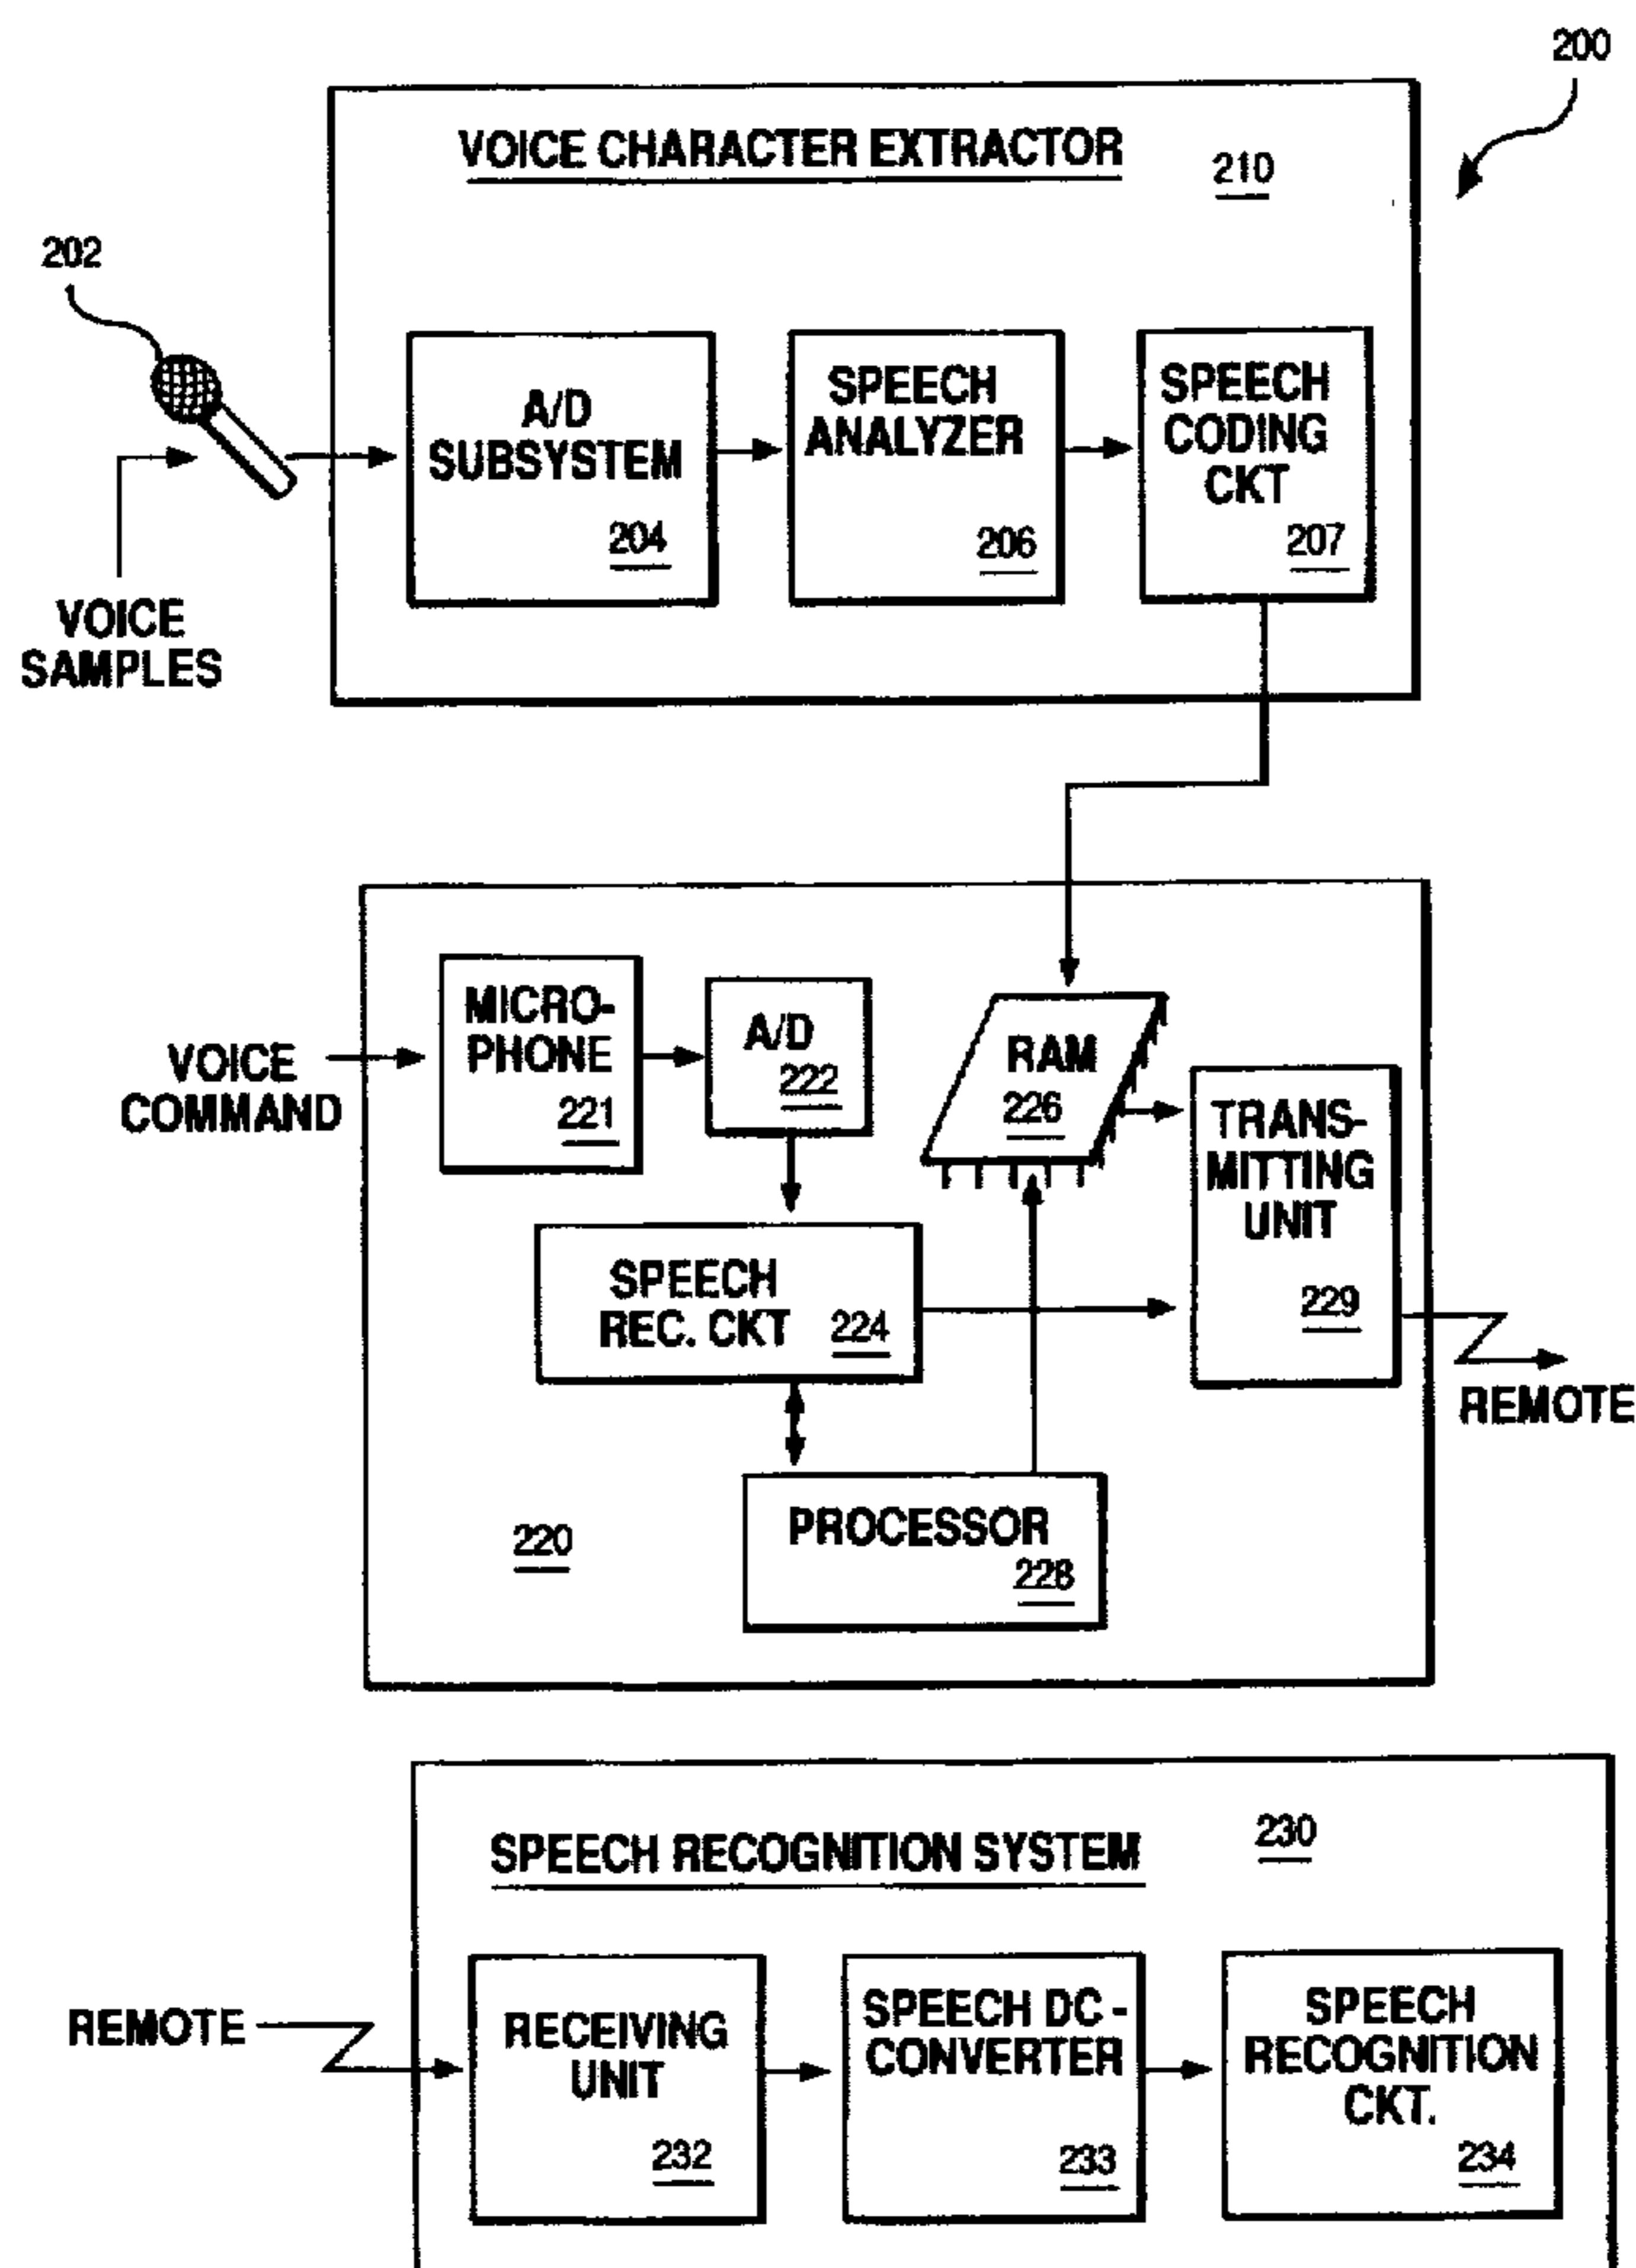 200
VOICE CHARACTER EXTRACTOR
210
202
A/D
SUBSYSTEM
204
SPEECH
ANALYZER
206
SPEECH
CODING
CKT
207
VOICE
SAMPLES
VOICE
COMMAND
MICRO-
PHONE
221
A/D
222
RAM
226
TRANS-
MITTING
UNIT
229
SPEECH
REC. CKT
224
REMOTE
PROCESSOR
228
220
SPEECH RECOGNITION SYSTEM
230
REMOTE
RECEIVING
UNIT
232
SPEECH DC-
CONVERTER
233
SPEECH
RECOGNITION
CKT.
234